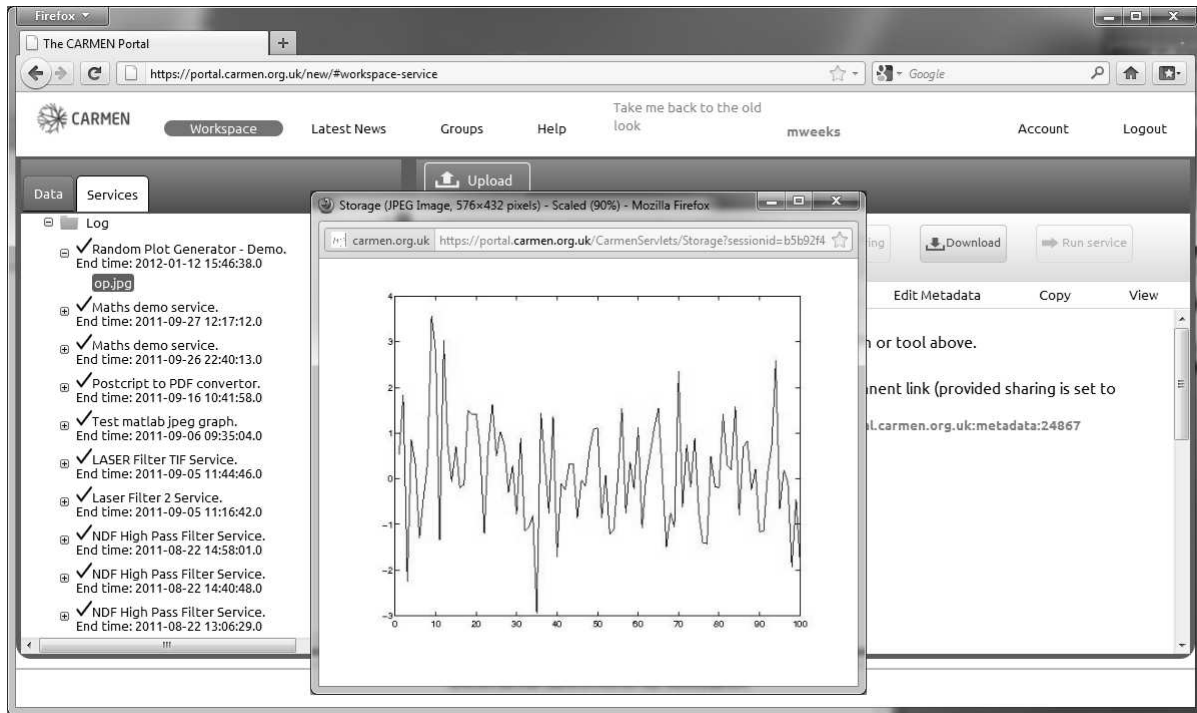 Firefox
The CARMEN Portal
https://portal.carmen.org.uk/new/#workspace-service
Google
CARMEN
Workspace
Latest News
Groups
Help
Take me back to the old
look
mweeks
Account
Logout
Data
Services
Upload
Log
Random Plot Generator - Demo.
End time: 2012-01-12 15:46:38.0
op.jpg
Maths demo service.
End time: 2011-09-27 12:17:12.0
Maths demo service.
End time: 2011-09-26 22:40:13.0
Postcript to PDF convertor.
End time: 2011-09-16 10:41:58.0
Test matlab jpeg graph.
End time: 2011-09-06 09:35:04.0
LASER Filter TIF Service.
End time: 2011-09-05 11:44:46.0
Laser Filter 2 Service.
End time: 2011-09-05 11:16:42.0
NDF High Pass Filter Service.
End time: 2011-08-22 14:58:01.0
NDF High Pass Filter Service.
End time: 2011-08-22 14:40:48.0
NDF High Pass Filter Service.
End time: 2011-08-22 13:06:29.0
Storage (JPEG Image, 576×432 pixels) - Scaled (90%) - Mozilla Firefox
carmen.org.uk https://portal.carmen.org.uk/CarmenServlets/Storage?sessionid=b5b92f4
4
3
2
1
0
-1
-2
-3
0 10 20 30 40 50 60 70 80 90 100
Download
Run service
Edit Metadata
Copy
View
or tool above.
link (provided sharing is set to
.carmen.org.uk:metadata:24867